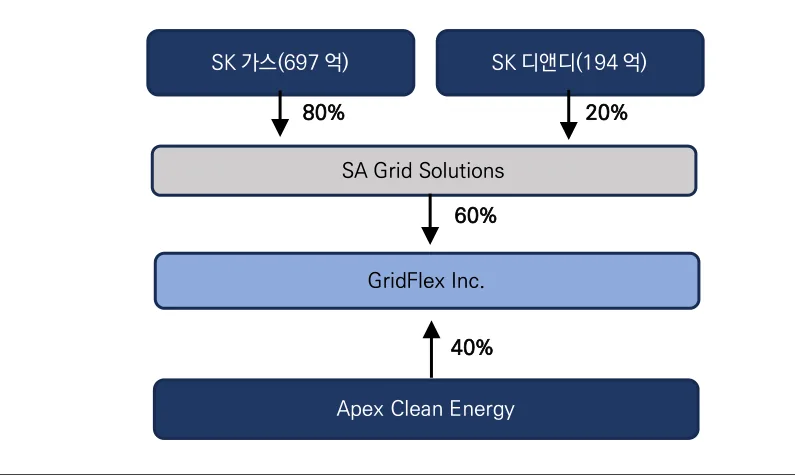 SK 가스(697 억)
SK 디앤디(194 억)
80%
20%
SA Grid Solutions
60%
GridFlex Inc.
40%
Apex Clean Energy